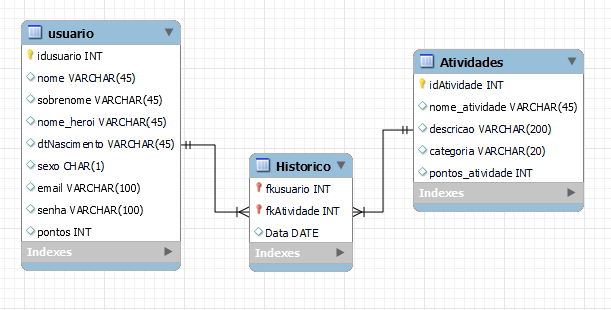 usuario
idusuario INT
nome VARCHAR(45)
sobrenome VARCHAR(45)
nome_heroi VARCHAR(45)
dtNascimento VARCHAR(45)
sexo CHAR(1)
email VARCHAR(100)
senha VARCHAR(100)
pontos INT
Indexes
Historico
fkusuario INT
fkAtividade INT
Data DATE
Indexes
Atividades
idAtividade INT
nome_atividade VARCHAR(45)
descricao VARCHAR(200)
categoria VARCHAR(20)
pontos_atividade INT
Indexes